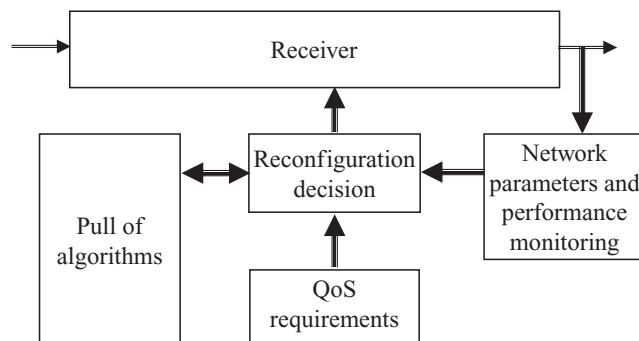 Receiver
Reconfiguration
decision
Network
parameters and
performance
monitoring
Pull of
algorithms
QoS
requirements